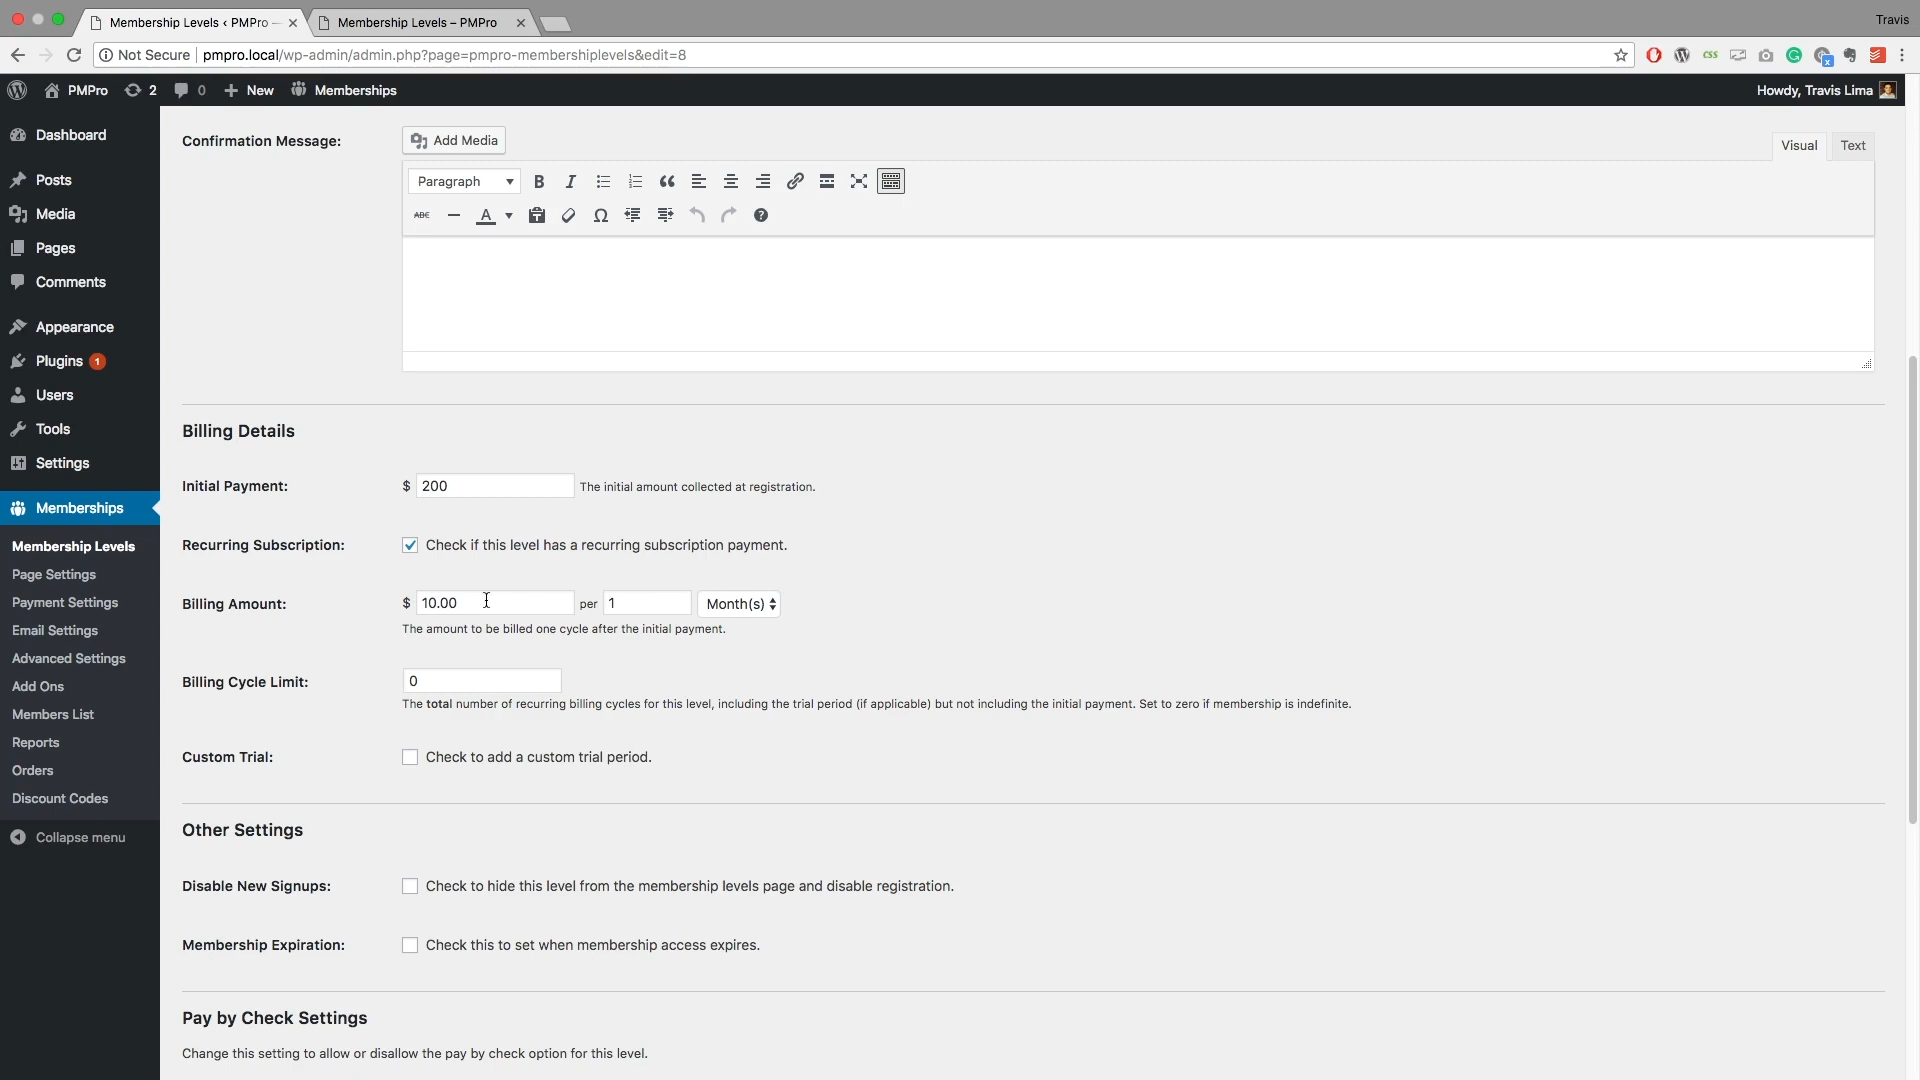 Travis
Membership Levels ‹ PMPro —
Membership Levels – PMPro
Not Secure
pmpro.local/wp-admin/admin.php?page=pmpro-membershiplevels&edit=8
css
PMPro
2
0
New
Memberships
Howdy, Travis Lima
Dashboard
Posts
Media
Pages
Comments
Appearance
Plugins 1
Users
Tools
Settings
Memberships
Membership Levels
Page Settings
Payment Settings
Email Settings
Advanced Settings
Add Ons
Members List
Reports
Orders
Discount Codes
Collapse menu
Confirmation Message:
Add Media
Visual
Text
Paragraph
B
I
ABC
A
Ω
Billing Details
Initial Payment:
$ 200 The initial amount collected at registration.
Recurring Subscription:
Check if this level has a recurring subscription payment.
Billing Amount:
$ 10.00 per 1 Month(s)
The amount to be billed one cycle after the initial payment.
Billing Cycle Limit:
0
The total number of recurring billing cycles for this level, including the trial period (if applicable) but not including the initial payment. Set to zero if membership is indefinite.
Custom Trial:
Check to add a custom trial period.
Other Settings
Disable New Signups:
Check to hide this level from the membership levels page and disable registration.
Membership Expiration:
Check this to set when membership access expires.
Pay by Check Settings
Change this setting to allow or disallow the pay by check option for this level.